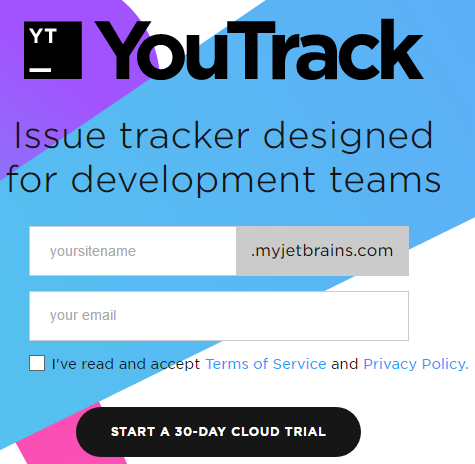 YT
YouTrack
Issue tracker designed
for development teams
yoursitename .myjetbrains.com
your email
I've read and accept Terms of Service and Privacy Policy.
START A 30-DAY CLOUD TRIAL